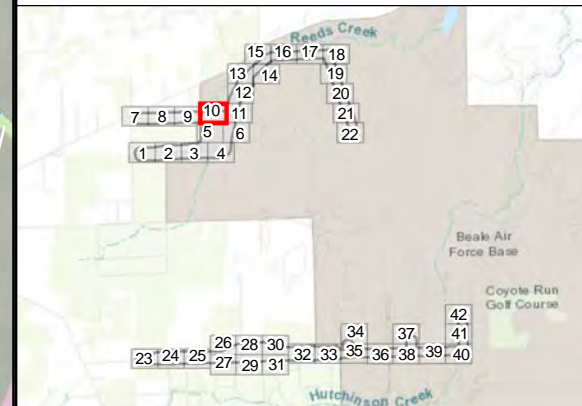 Reeds Creek
15 16 17 18
13 14 19
12 20
7 8 9 10 11 21
5 6 22
1 2 3 4
Beale Air
Force Base
Coyote Run
Golf Course
42
34 37 41
26 28 30
23 24 25 27 29 31 32 33 35 36 38 39 40
Hutchinson Creek